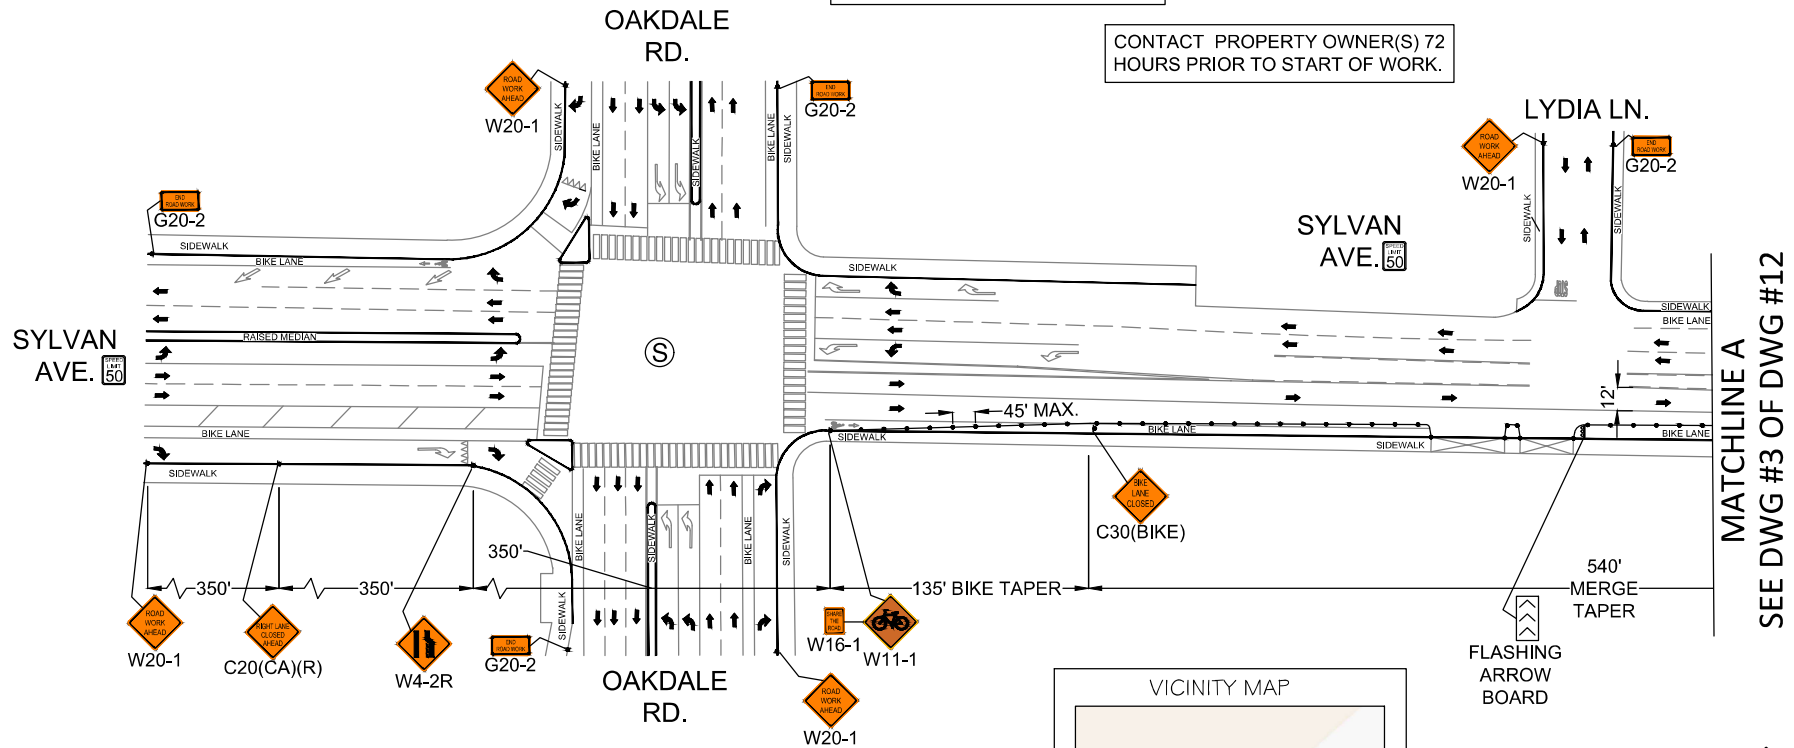 OAKDALE
RD.
CONTACT PROPERTY OWNER(S) 72
HOURS PRIOR TO START OF WORK.
ROAD
WORK
AHEAD
W20-1
END
ROAD WORK
G20-2
SIDEWALK
BIKE LANE
SIDEWALK
BIKE LANE
SIDEWALK
LYDIA LN.
ROAD
WORK
AHEAD
W20-1
END
ROAD WORK
G20-2
SIDEWALK
SIDEWALK
END
ROAD WORK
G20-2
SIDEWALK
BIKE LANE
SIDEWALK
SYLVAN
AVE.
SPEED
LIMIT
50
SIDEWALK
BIKE LANE
SYLVAN
AVE.
SPEED
LIMIT
50
RAISED MEDIAN
S
BIKE LANE
SIDEWALK
45' MAX.
12'
SIDEWALK
BIKE LANE
SIDEWALK
BIKE LANE
MATCHLINE A
SEE DWG #3 OF DWG #12
BIKE
LANE
CLOSED
C30(BIKE)
BIKE LANE
SIDEWALK
BIKE LANE
SIDEWALK
SIDEWALK
350'
350'
350'
135' BIKE TAPER
540'
MERGE
TAPER
ROAD
WORK
AHEAD
W20-1
RIGHT LANE
CLOSED
AHEAD
C20(CA)(R)
W4-2R
END
ROAD WORK
G20-2
OAKDALE
RD.
SHARE
THE
ROAD
W16-1
W11-1
ROAD
WORK
AHEAD
W20-1
FLASHING
ARROW
BOARD
VICINITY MAP